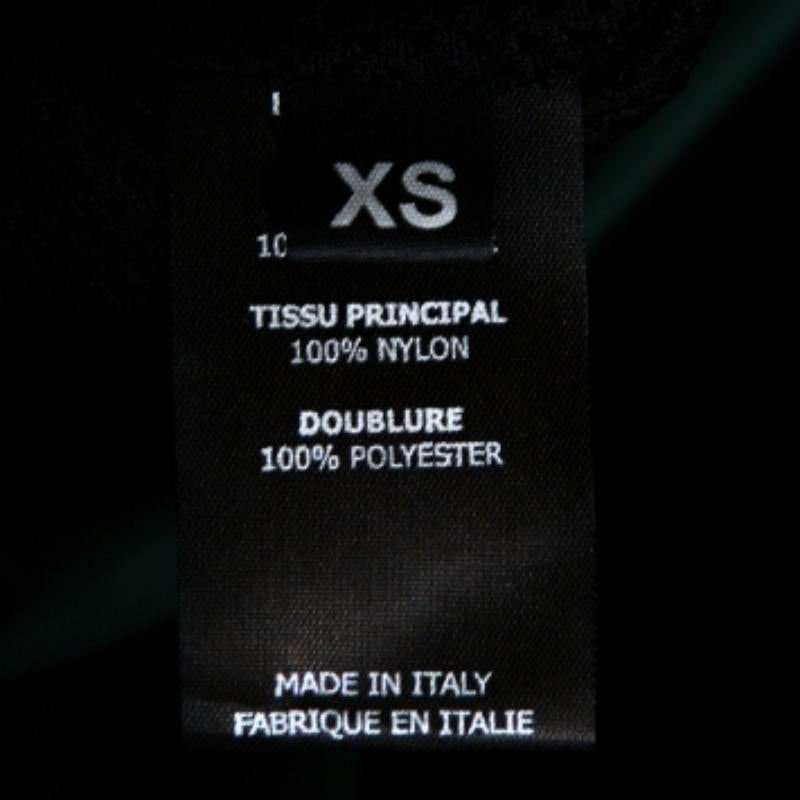 XS
10
TISSU PRINCIPAL
100% NYLON
DOUBLURE
100% POLYESTER
MADE IN ITALY
FABRIQUE EN ITALIE